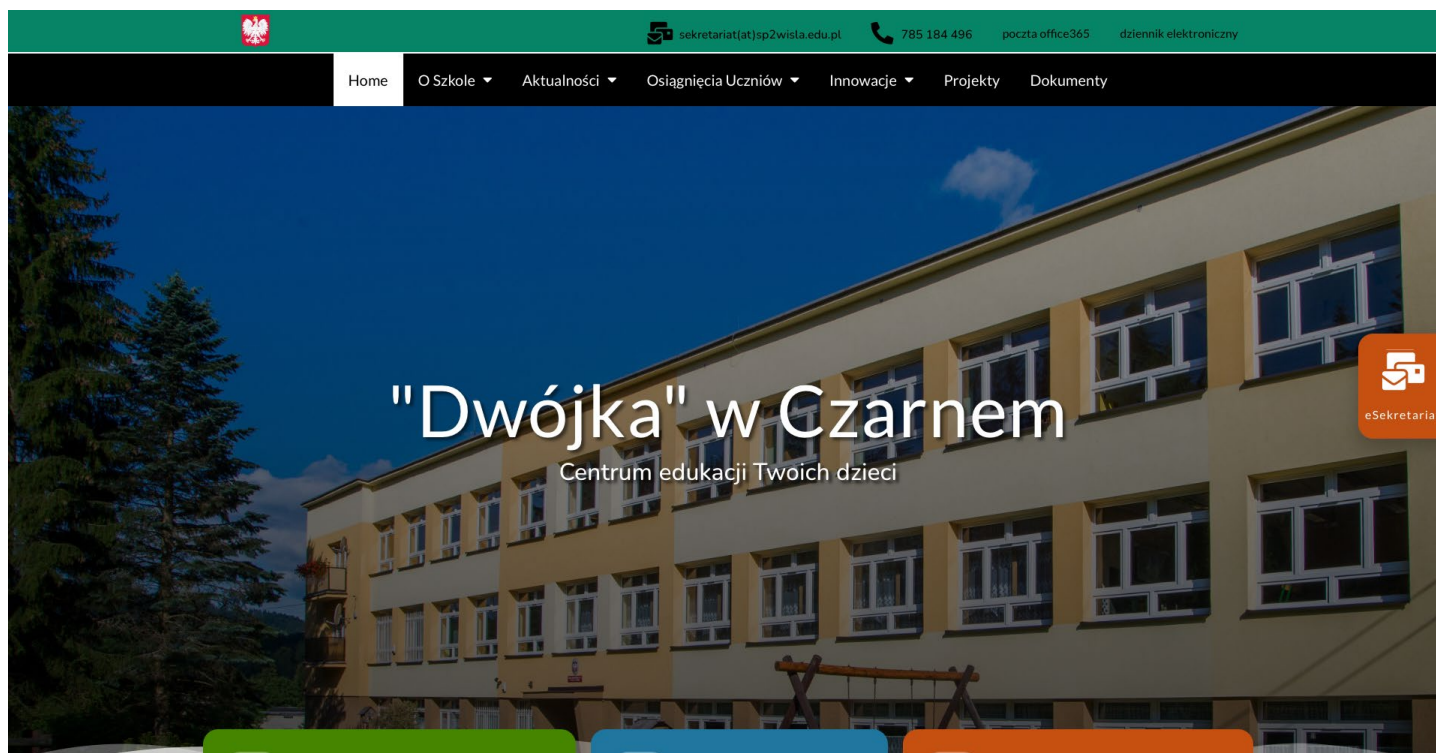 sekretariat(at)sp2wisla.edu.pl 785 184 496 poczta office365 dziennik elektroniczny
Home O Szkole Aktualności Osiągnięcia Uczniów Innowacje Projekty Dokumenty
"Dwójka" w Czarnem
Centrum edukacji Twoich dzieci
eSekretaria